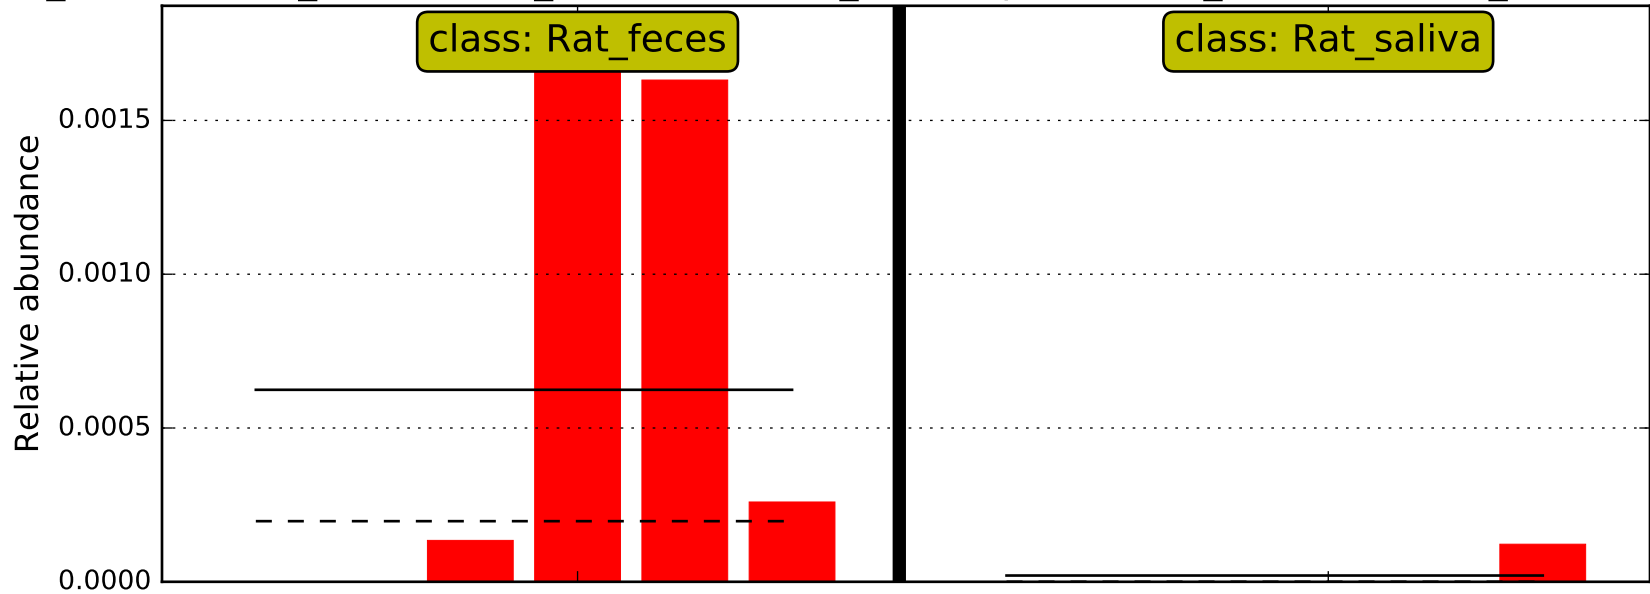 class: Rat_feces
class: Rat_saliva
Relative abundance
0.0015
0.0010
0.0005
0.0000